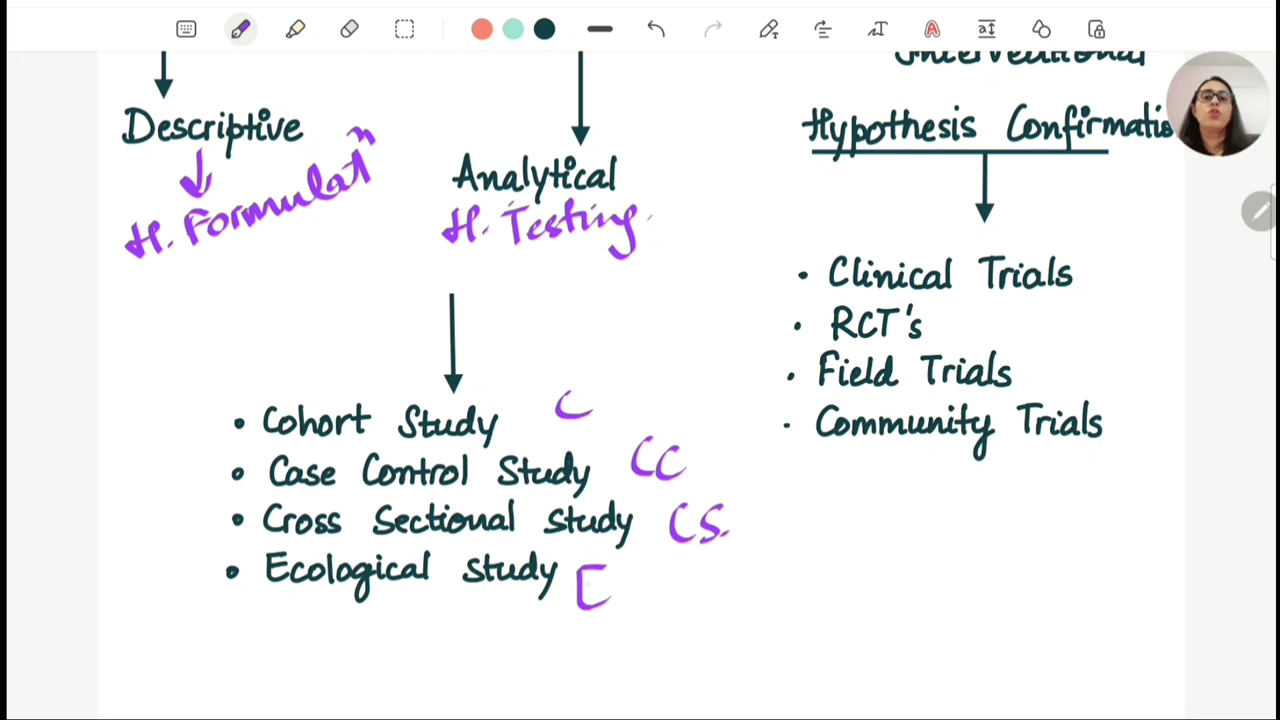 Interventional
Descriptive
H. Formulatⁿ
Analytical
H. Testing
Hypothesis Confirmatio
• Clinical Trials
• RCT's
• Field Trials
• Community Trials
• Cohort Study C
• Case Control Study CC
• Cross Sectional Study CS.
• Ecological study E